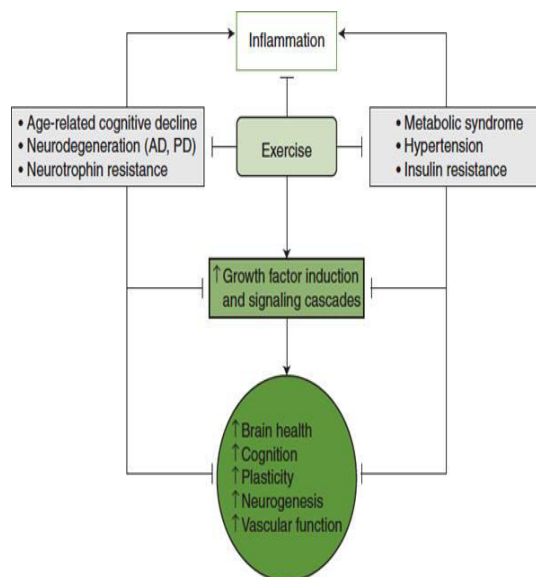 Inflammation
• Age-related cognitive decline
• Neurodegeneration (AD, PD)
• Neurotrophin resistance
Exercise
• Metabolic syndrome
• Hypertension
• Insulin resistance
↑ Growth factor induction
and signaling cascades
↑ Brain health
↑ Cognition
↑ Plasticity
↑ Neurogenesis
↑ Vascular function